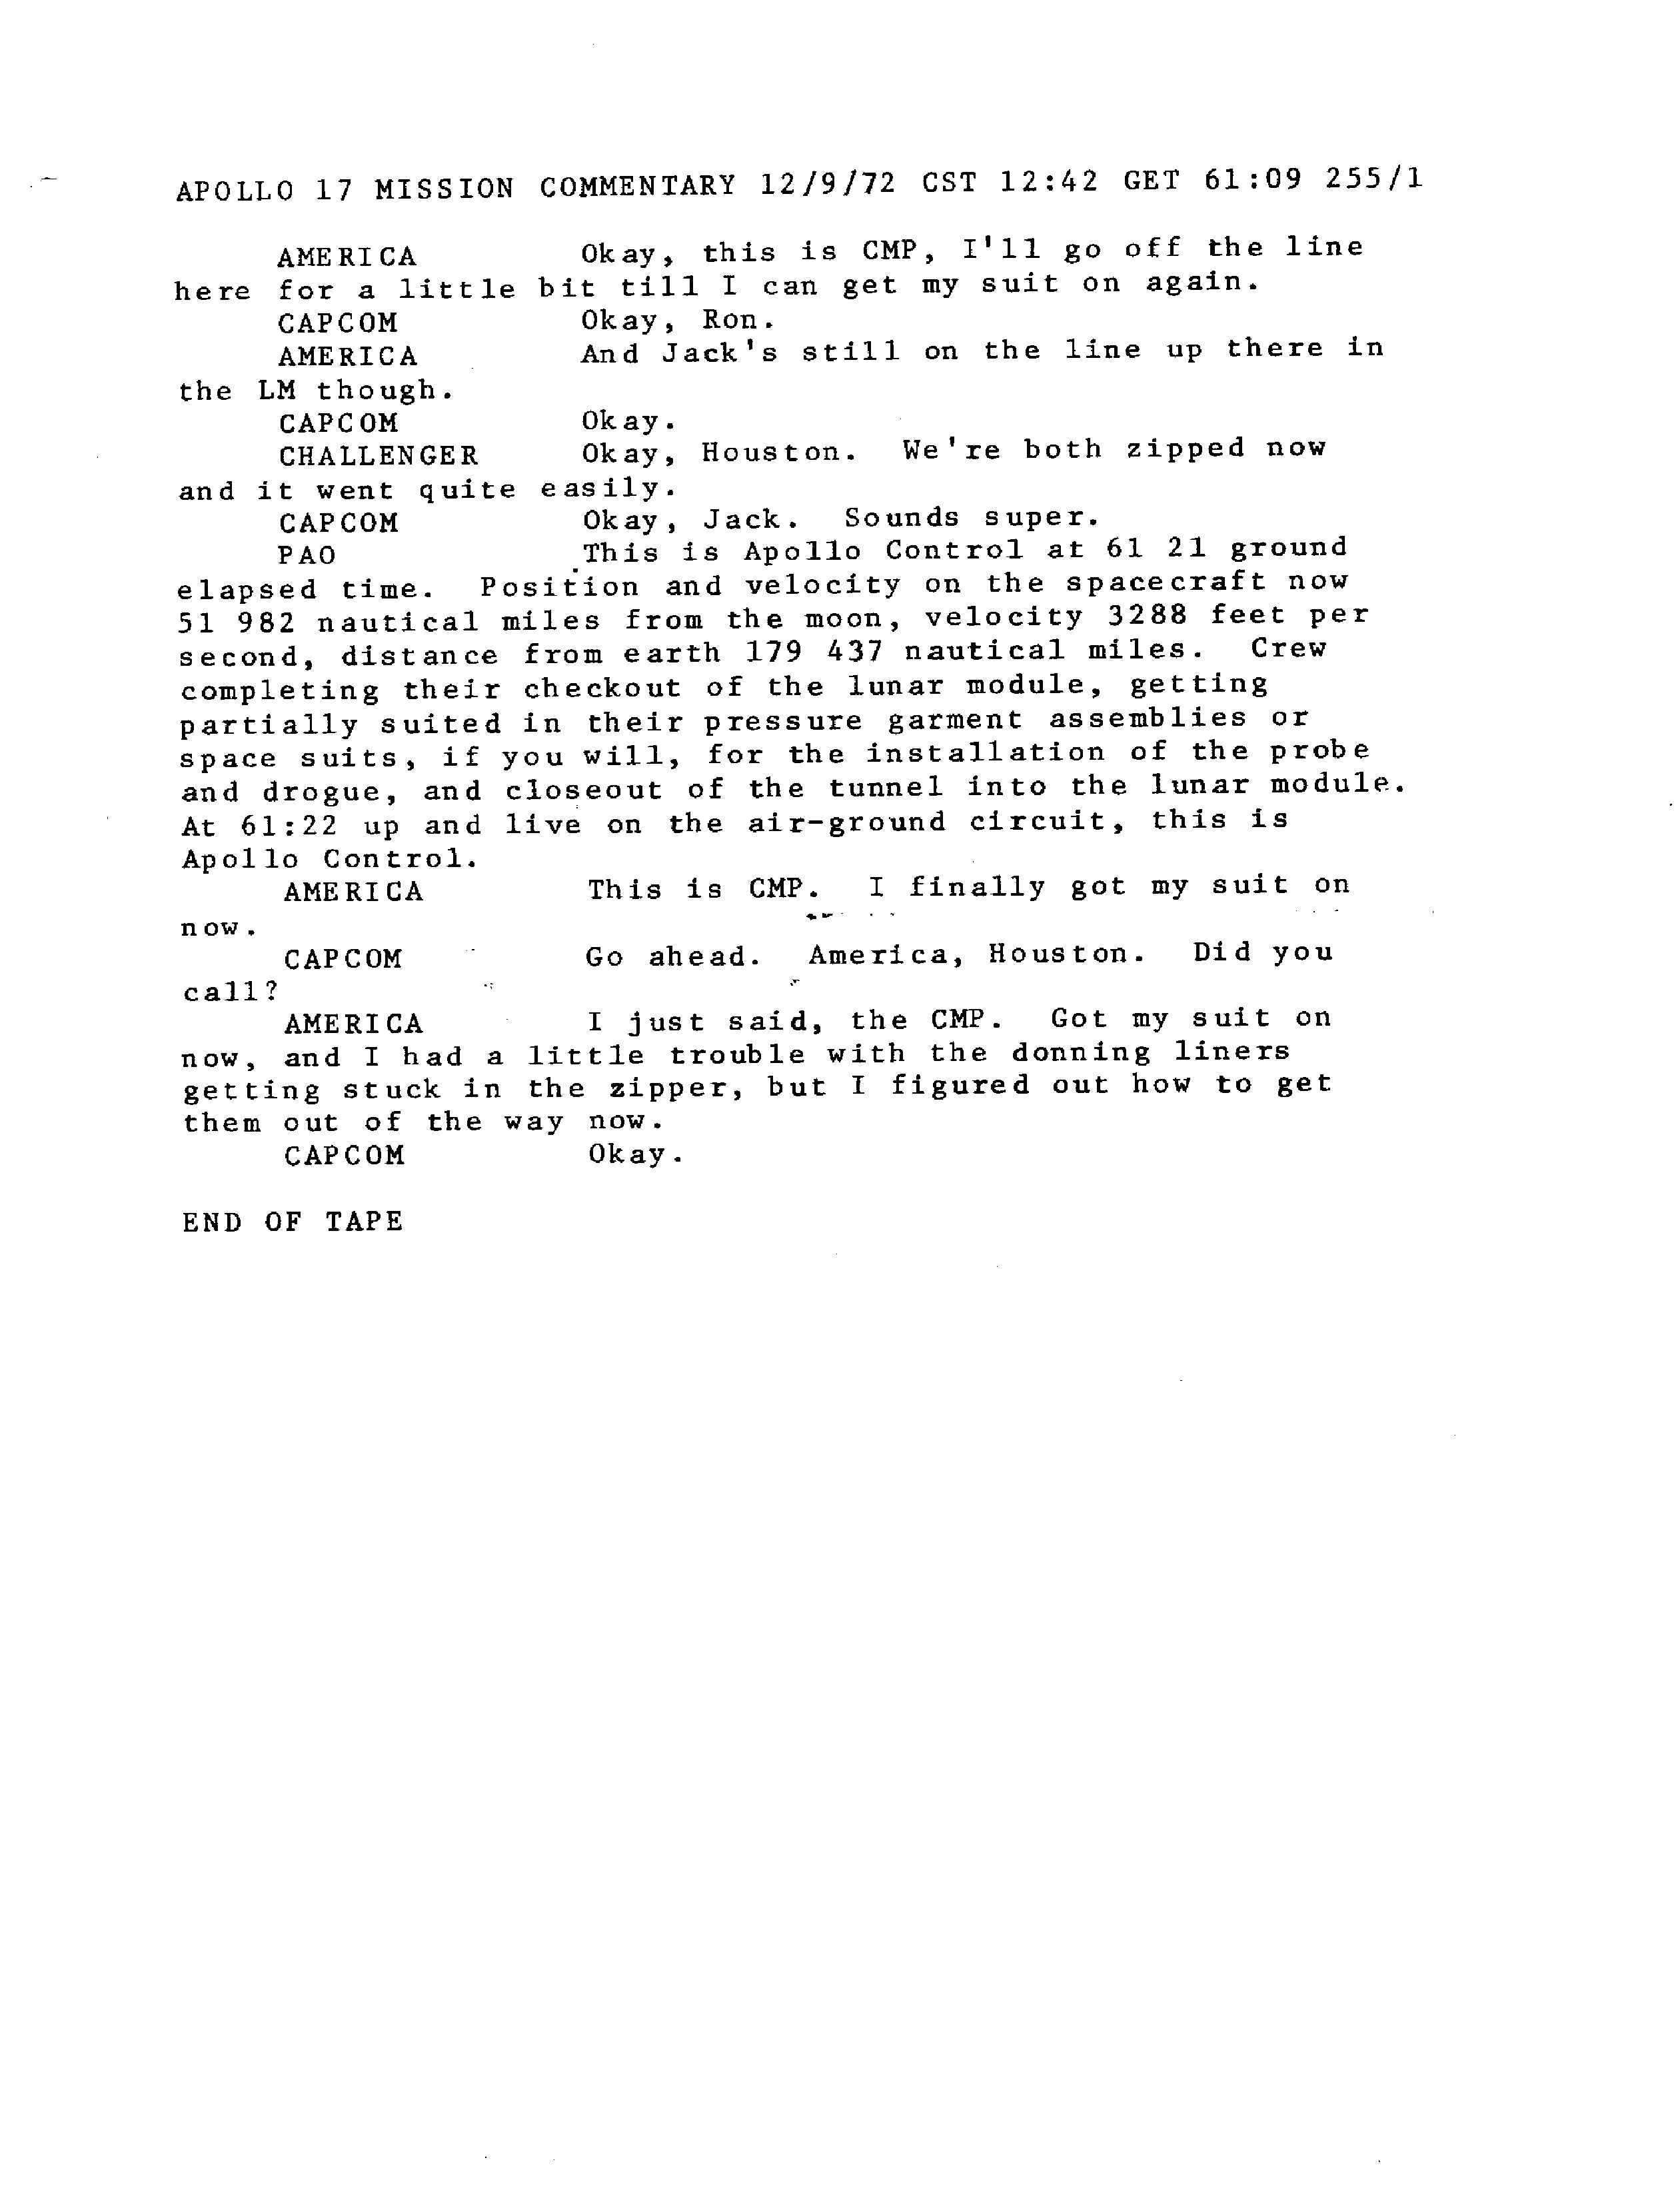 APOLLO 17 MISSION COMMENTARY 12/9/72 CST 12:42 GET 61:09 255/1
AMERICA Okay, this is CMP, I'll go off the line
here for a little bit till I can get my suit on again.
CAPCOM Okay, Ron.
AMERICA And Jack's still on the line up there in
the LM though.
CAPCOM Okay.
CHALLENGER Okay, Houston. We're both zipped now
and it went quite easily.
CAPCOM Okay, Jack. Sounds super.
PAO This is Apollo Control at 61 21 ground
elapsed time. Position and velocity on the spacecraft now
51 982 nautical miles from the moon, velocity 3288 feet per
second, distance from earth 179 437 nautical miles. Crew
completing their checkout of the lunar module, getting
partially suited in their pressure garment assemblies or
space suits, if you will, for the installation of the probe
and drogue, and closeout of the tunnel into the lunar module.
At 61:22 up and live on the air-ground circuit, this is
Apollo Control.
AMERICA This is CMP. I finally got my suit on
now.
CAPCOM Go ahead. America, Houston. Did you
call?
AMERICA I just said, the CMP. Got my suit on
now, and I had a little trouble with the donning liners
getting stuck in the zipper, but I figured out how to get
them out of the way now.
CAPCOM Okay.
END OF TAPE